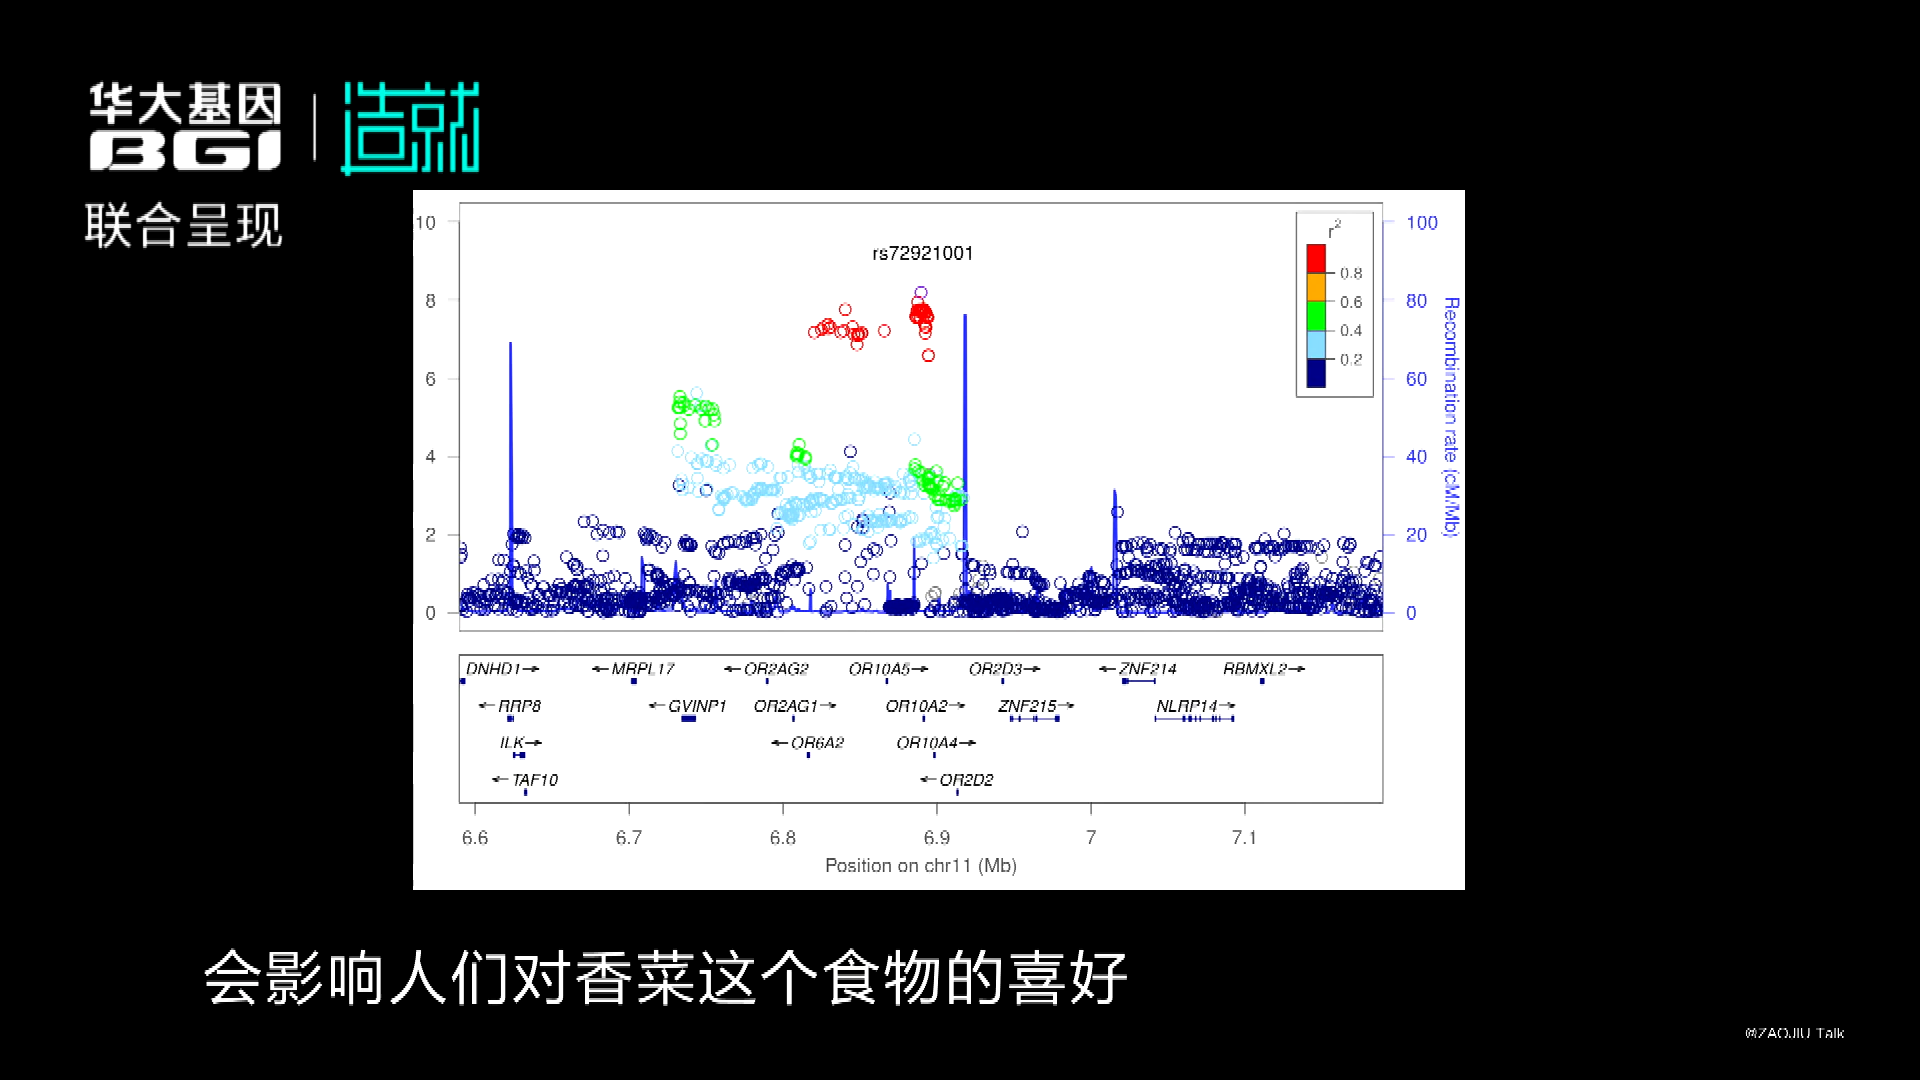 华大基因
BGI
造就
联合呈现
10
8
6
4
2
0
rs72921001
r²
0.8
0.6
0.4
0.2
100
80
60
40
20
0
Recombination rate (cM/Mb)
DNHD1→ ←MRPL17 ←OR2AG2 OR10A5→ OR2D3→ ←ZNF214 RBMXL2→
←RRP8 ←GVINP1 OR2AG1→ OR10A2→ ZNF215→ NLRP14→
ILK→ ←OR6A2 OR10A4→
←TAF10 ←OR2D2
6.6 6.7 6.8 6.9 7 7.1
Position on chr11 (Mb)
会影响人们对香菜这个食物的喜好
@ZAOJIU Talk